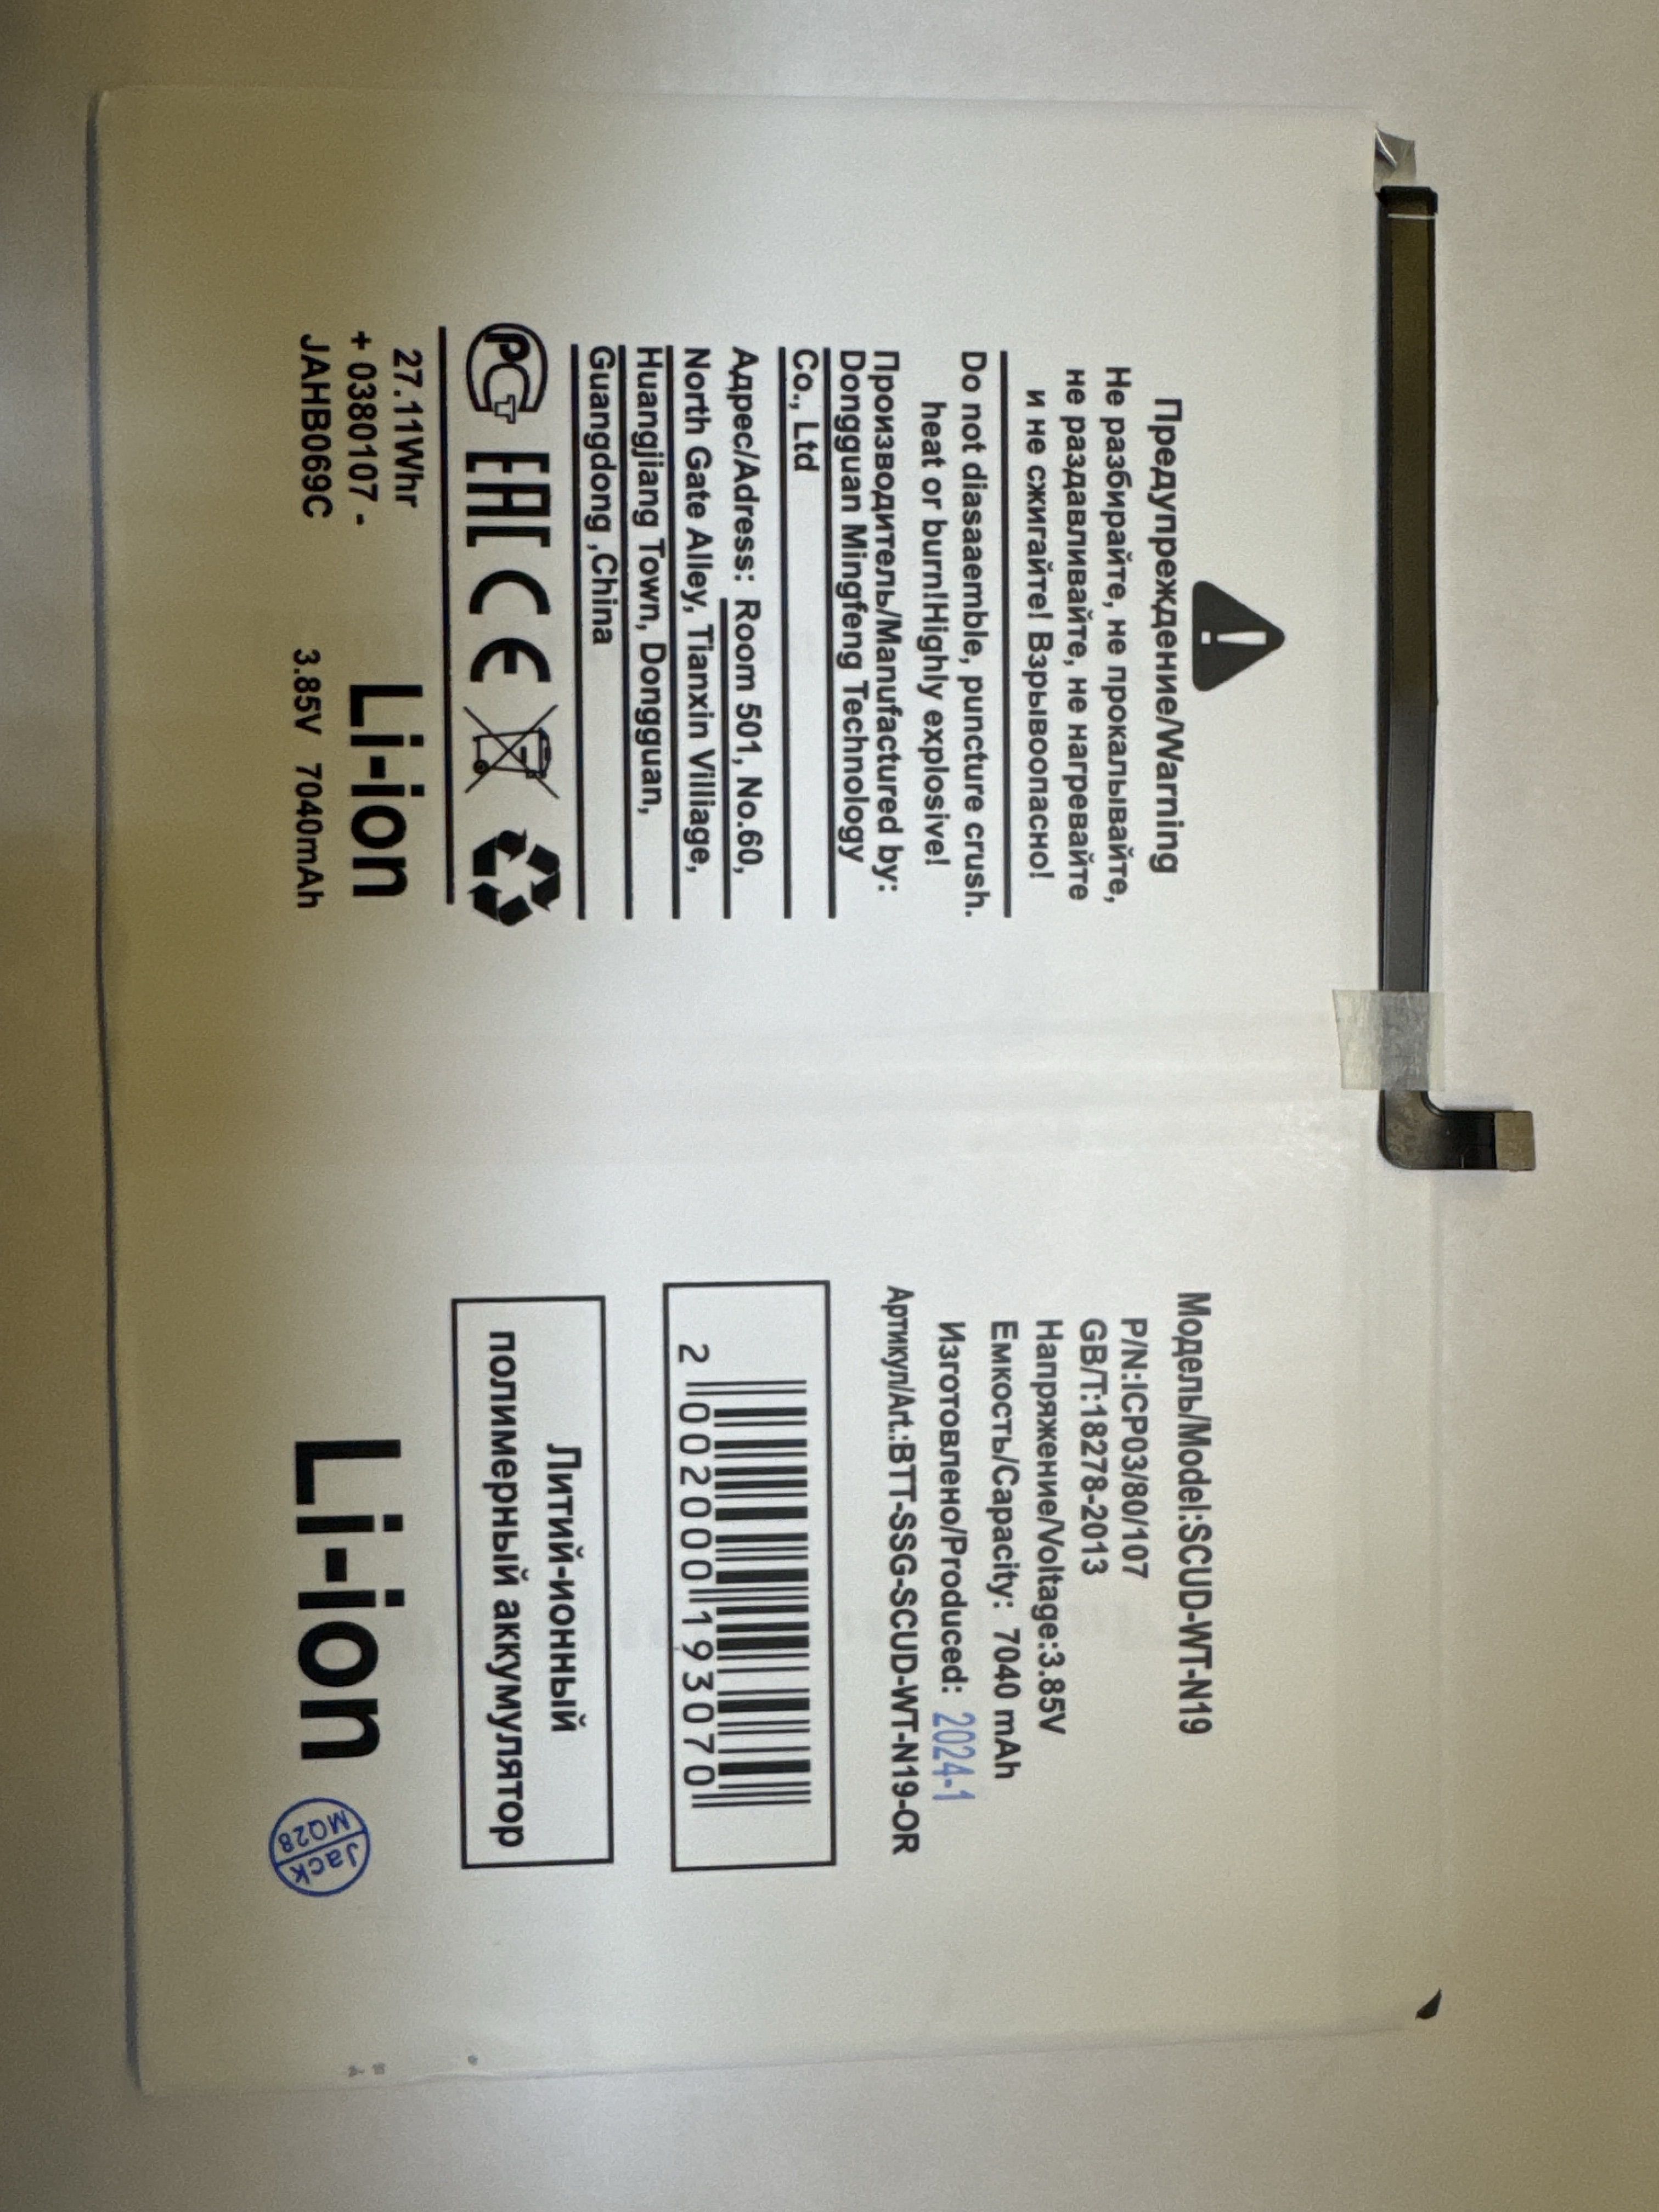 Предупреждение/Warning
Не разбирайте, не прокалывайте,
не раздавливайте, не нагревайте
и не сжигайте! Взрывоопасно!
Do not diasaaemble, puncture crush.
heat or burn!Highly explosive!
Производитель/Manufactured by:
Dongguan Mingfeng Technology
Co., Ltd
Адрес/Adress: Room 501, No.60,
North Gate Alley, Tianxin Villiage,
Huangjiang Town, Dongguan,
Guangdong ,China
РСТ EAC CE
27.11Whr
+ 0380107 -
JAHB069C
Li-ion
3.85V 7040mAh
Модель/Model:SCUD-WT-N19
P/N:ICP03/80/107
GB/T:18278-2013
Напряжение/Voltage:3.85V
Емкость/Capacity: 7040 mAh
Изготовлено/Produced: 2024-1
Артикул/Art.:BTT-SSG-SCUD-WT-N19-OR
2 002000 193070
Литий-ионный
полимерный аккумулятор
Li-ion
Jack
MQ28